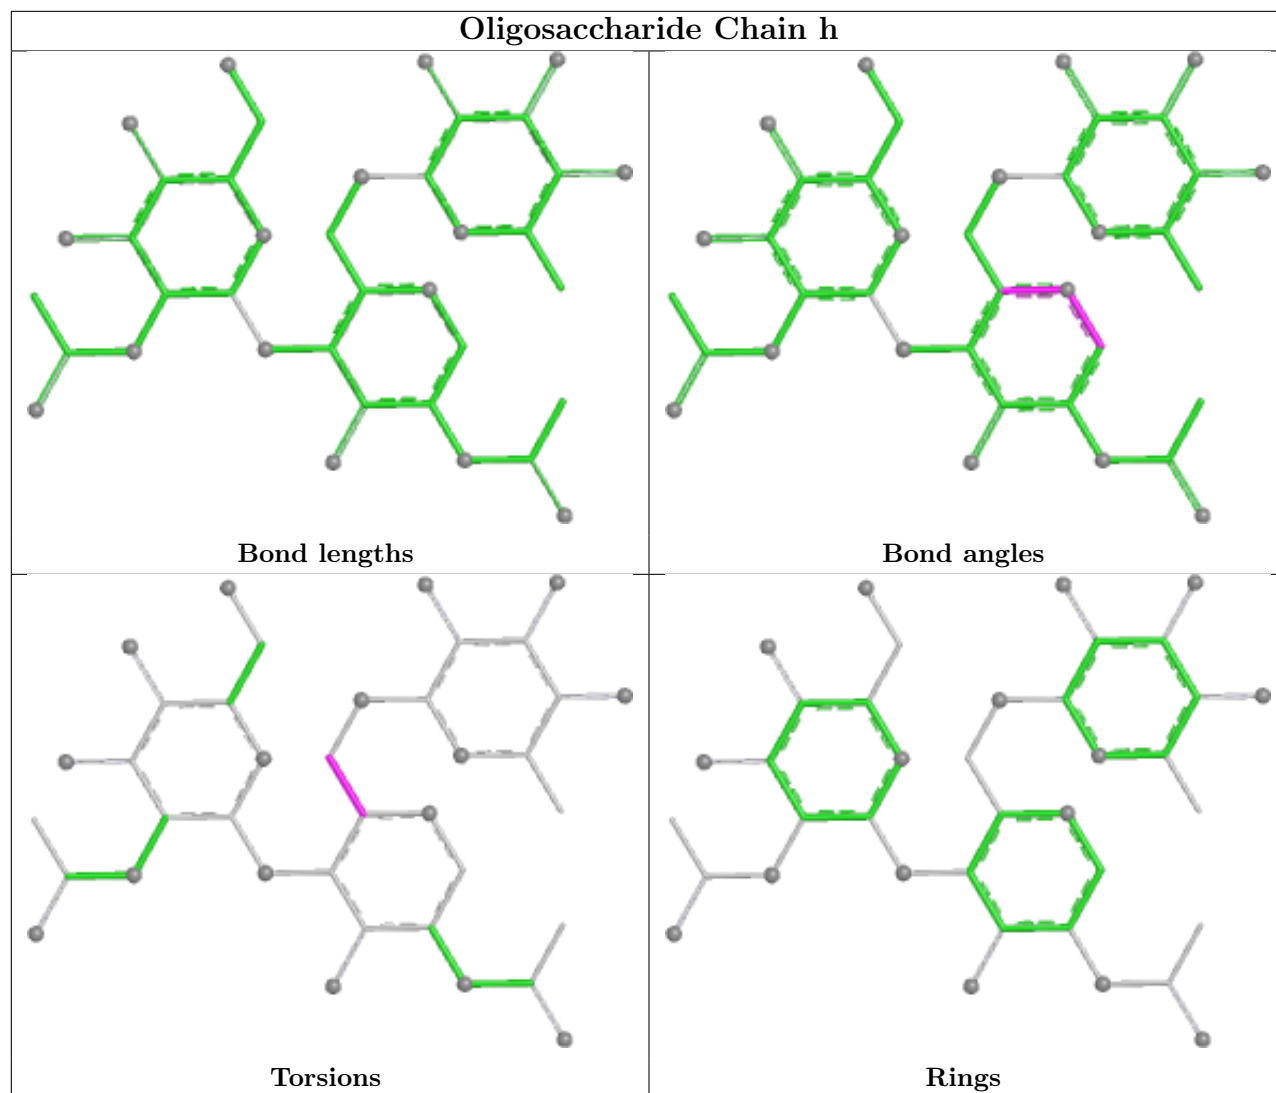 Oligosaccharide Chain h
Bond lengths
Bond angles
Torsions
Rings